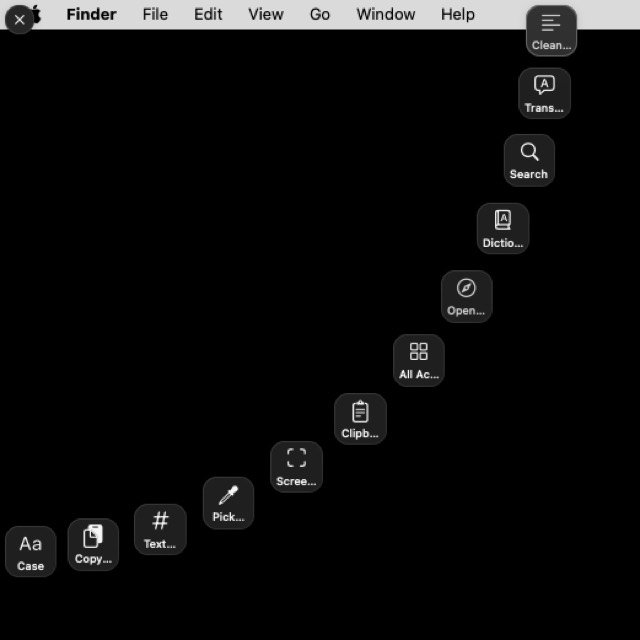 Finder File Edit View Go Window Help
Clean...
Trans...
Search
Dictio...
Open...
All Ac...
Clipb...
Scree...
Pick...
Text...
Copy...
Aa
Case